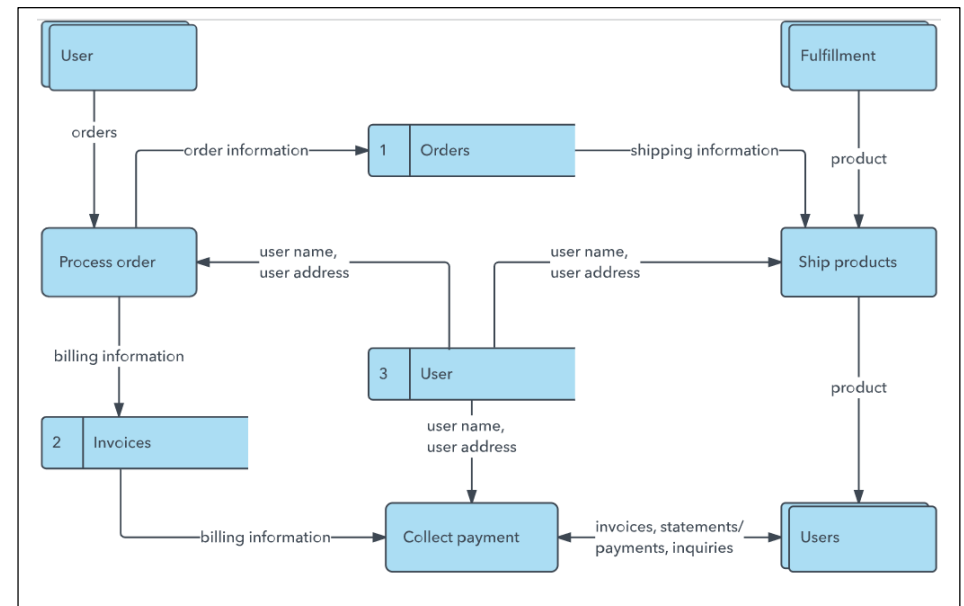 User
Fulfillment
orders
order information
1 Orders
shipping information
product
Process order
user name,
user address
user name,
user address
Ship products
billing information
3 User
product
2 Invoices
user name,
user address
billing information
Collect payment
invoices, statements/
payments, inquiries
Users